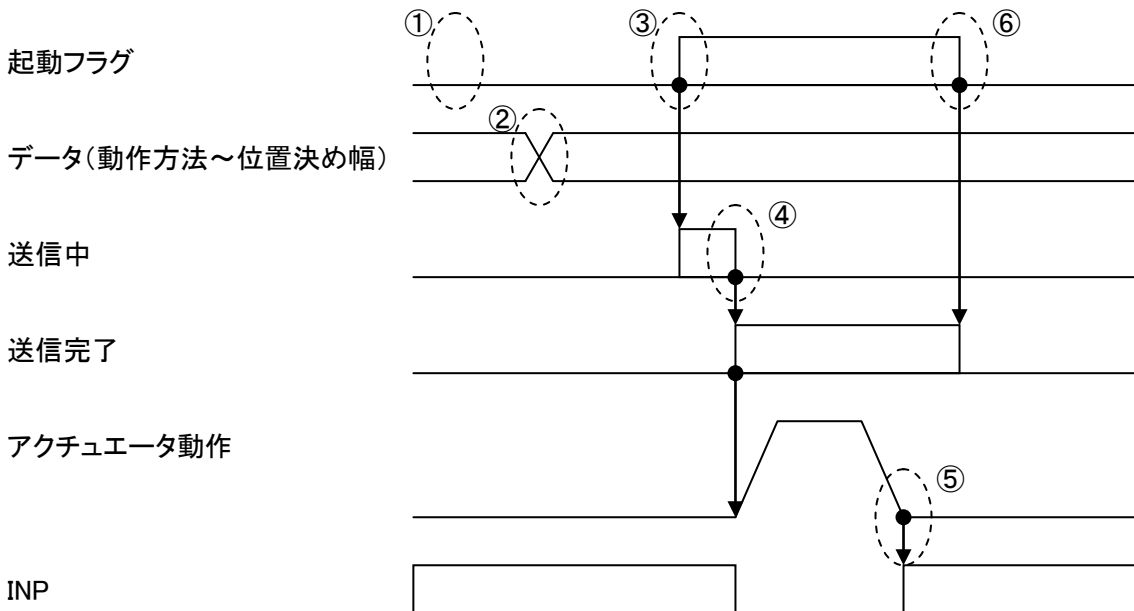 ① ③ ⑥
起動フラグ
②
データ(動作方法～位置決め幅)
④
送信中
送信完了
アクチュエータ動作
⑤
INP